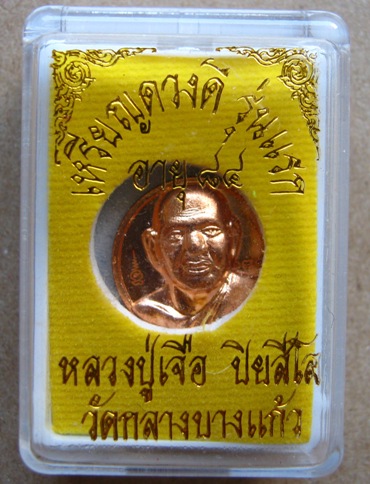 เหรียญดวงดี รุ่นแรก
อายุ ๘๔
หลวงปู่เจือ ปิยสีโล
วัดกลางบางแก้ว